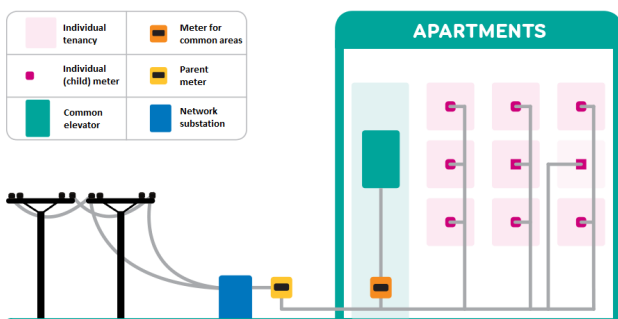 Individual
tenancy
Meter for
common areas
Individual
(child) meter
Parent
meter
Common
elevator
Network
substation
APARTMENTS